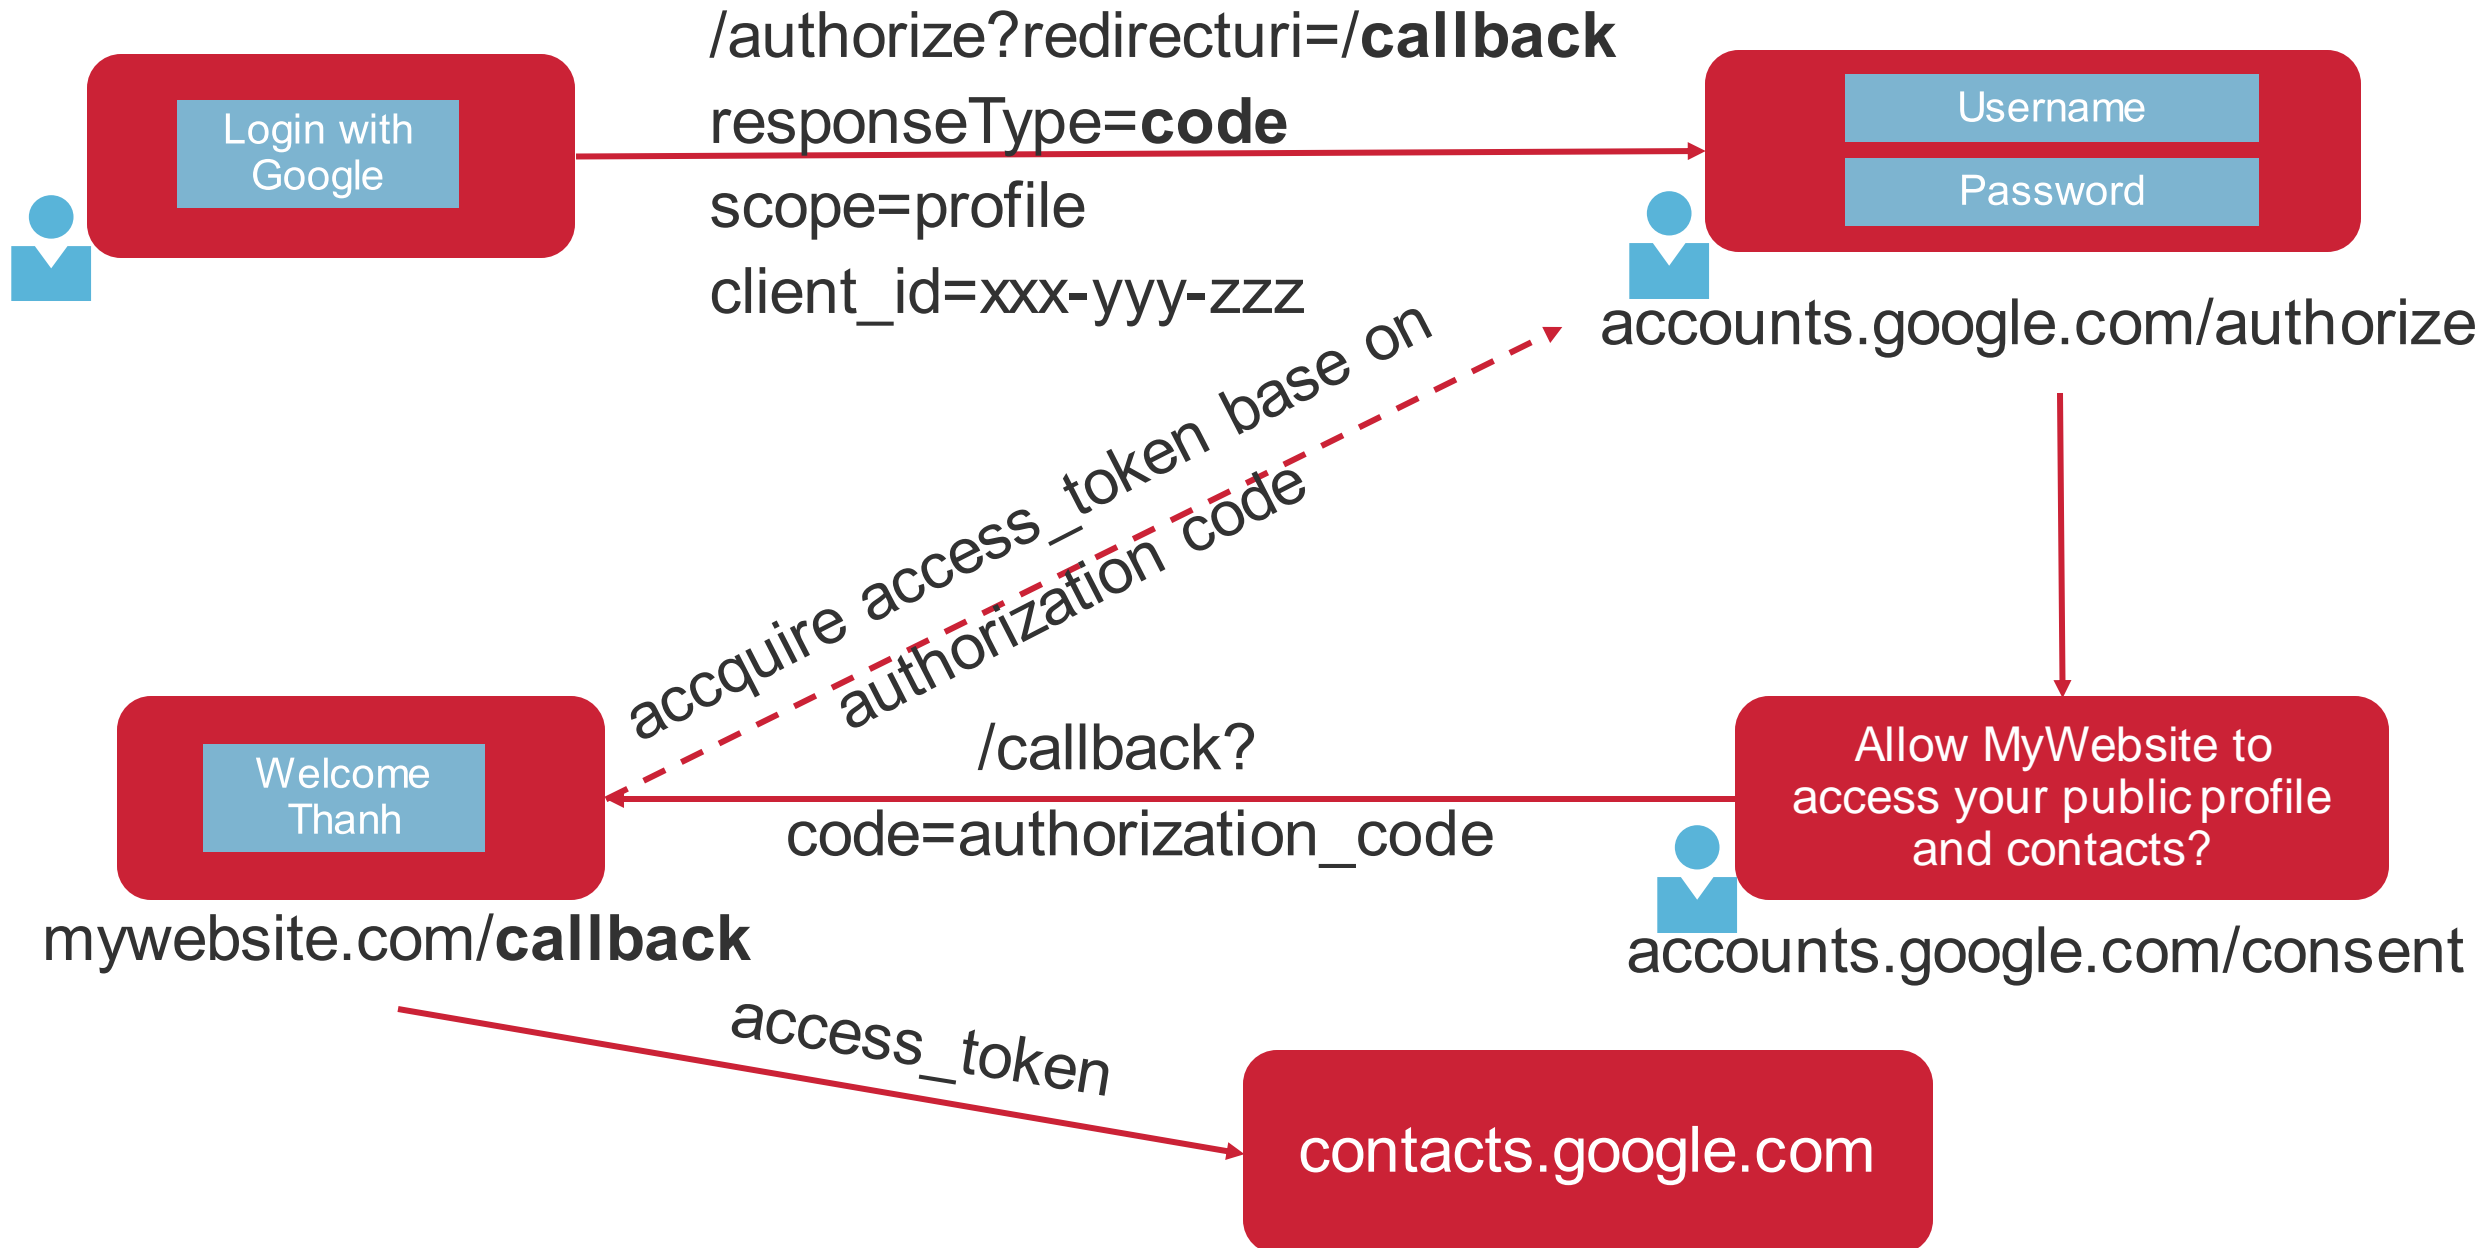 /authorize?redirecturi=/callback
responseType=code
scope=profile
client_id=xxx-yyy-zzz
Login with
Google
Username
Password
accounts.google.com/authorize
accquire access_token base on
authorization code
/callback?
code=authorization_code
Welcome
Thanh
mywebsite.com/callback
Allow MyWebsite to
access your public profile
and contacts?
accounts.google.com/consent
access_token
contacts.google.com